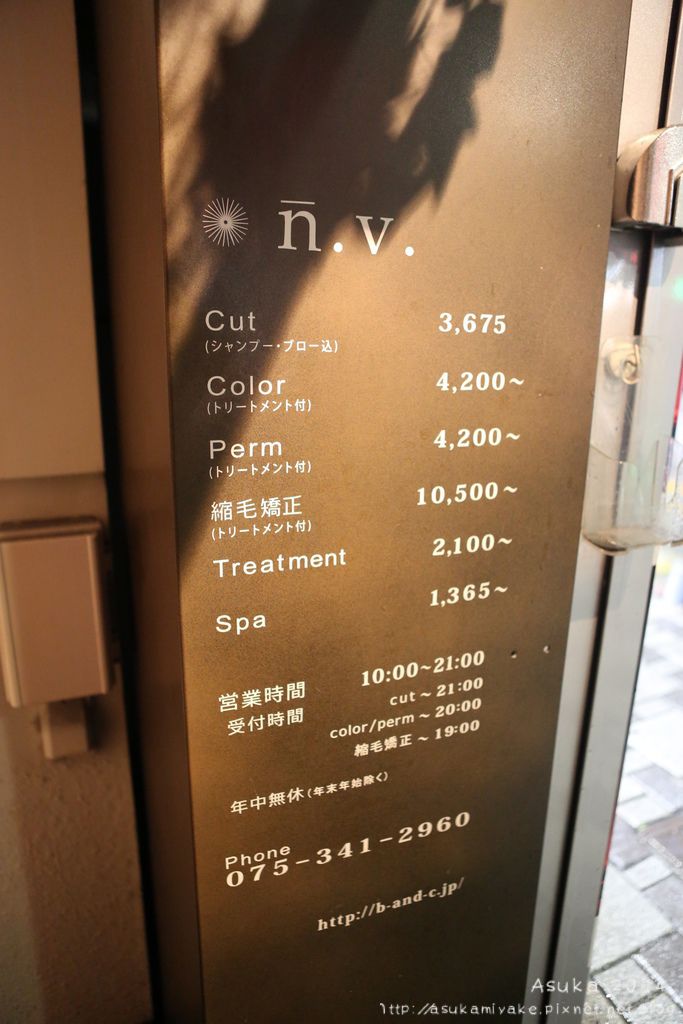 n̄.v.
Cut 3,675
(シャンプー・ブロー込)
Color 4,200~
(トリートメント付)
Perm 4,200~
(トリートメント付)
縮毛矯正 10,500~
(トリートメント付)
Treatment 2,100~
Spa 1,365~
営業時間 10:00~21:00
受付時間 cut ~ 21:00
color/perm ~ 20:00
縮毛矯正 ~ 19:00
年中無休(年末年始除く)
Phone
075-341-2960
http://b-and-c.jp/
Asuka 2014
http://asukamiyake.pixnet.net/blog